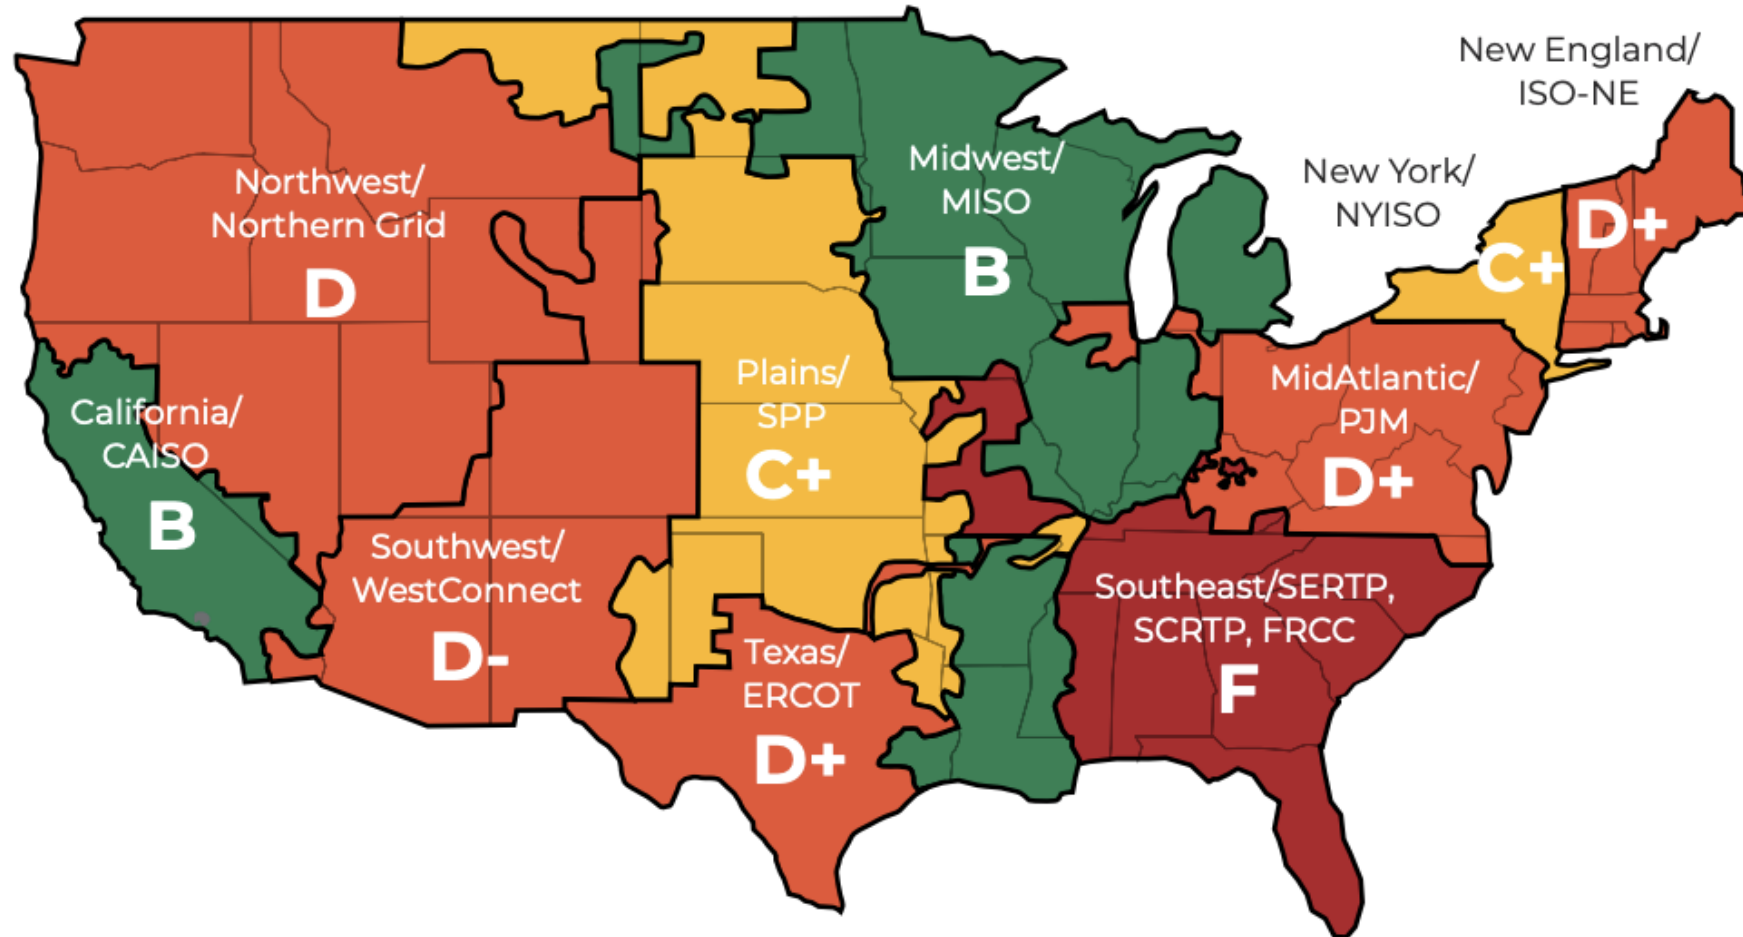 New England/
ISO-NE
D+
New York/
NYISO
C+
Midwest/
MISO
B
Northwest/
Northern Grid
D
Plains/
SPP
C+
MidAtlantic/
PJM
D+
California/
CAISO
B
Southwest/
WestConnect
D-
Southeast/SERTP,
SCRTP, FRCC
F
Texas/
ERCOT
D+